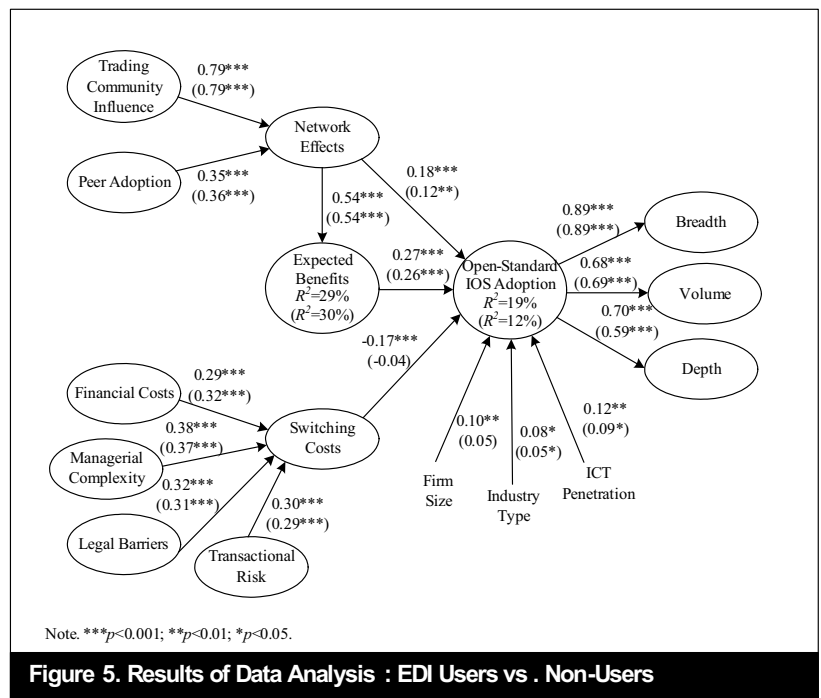 Trading
Community
Influence
0.79***
(0.79***)
Network
Effects
Peer Adoption
0.35***
(0.36***)
0.18***
(0.12**)
0.54***
(0.54***)
Expected
Benefits
R²=29%
(R²=30%)
0.27***
(0.26***)
Open-Standard
IOS Adoption
R²=19%
(R²=12%)
0.89***
(0.89***)
Breadth
0.68***
(0.69***)
Volume
0.70***
(0.59***)
Depth
-0.17***
(-0.04)
Financial Costs
0.29***
(0.32***)
Managerial
Complexity
0.38***
(0.37***)
Switching
Costs
Legal Barriers
0.32***
(0.31***)
Transactional
Risk
0.30***
(0.29***)
0.10**
(0.05)
Firm
Size
0.08*
(0.05*)
Industry
Type
0.12**
(0.09*)
ICT
Penetration
Note. ***p<0.001; **p<0.01; *p<0.05.
Figure 5. Results of Data Analysis : EDI Users vs . Non-Users